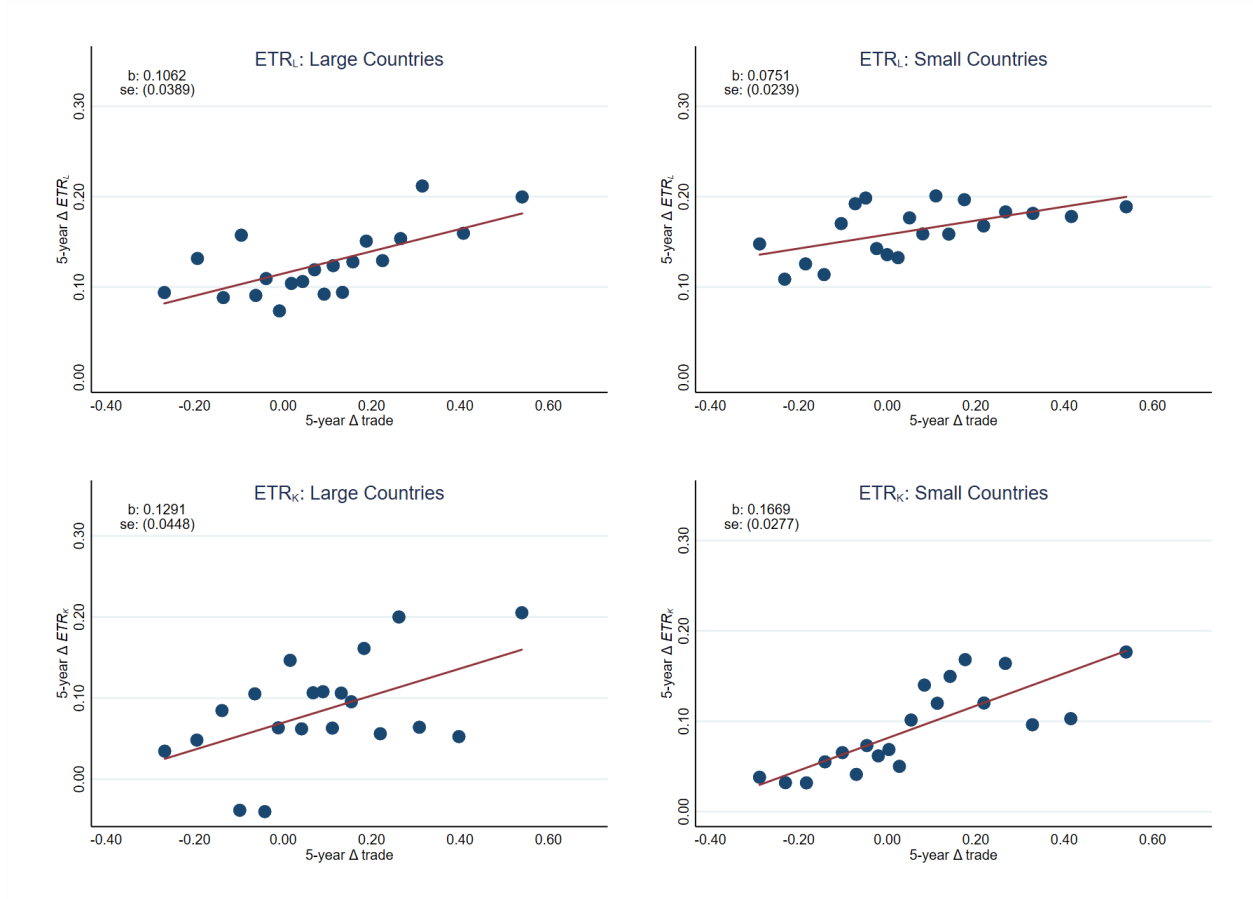 ETRL: Large Countries
b: 0.1062
se: (0.0389)
5-year Δ ETRL
0.30
0.20
0.10
0.00
-0.40 -0.20 0.00 0.20 0.40 0.60
5-year Δ trade
ETRL: Small Countries
b: 0.0751
se: (0.0239)
5-year Δ ETRL
0.30
0.20
0.10
0.00
-0.40 -0.20 0.00 0.20 0.40 0.60
5-year Δ trade
ETRK: Large Countries
b: 0.1291
se: (0.0448)
5-year Δ ETRK
0.30
0.20
0.10
0.00
-0.40 -0.20 0.00 0.20 0.40 0.60
5-year Δ trade
ETRK: Small Countries
b: 0.1669
se: (0.0277)
5-year Δ ETRK
0.30
0.20
0.10
0.00
-0.40 -0.20 0.00 0.20 0.40 0.60
5-year Δ trade